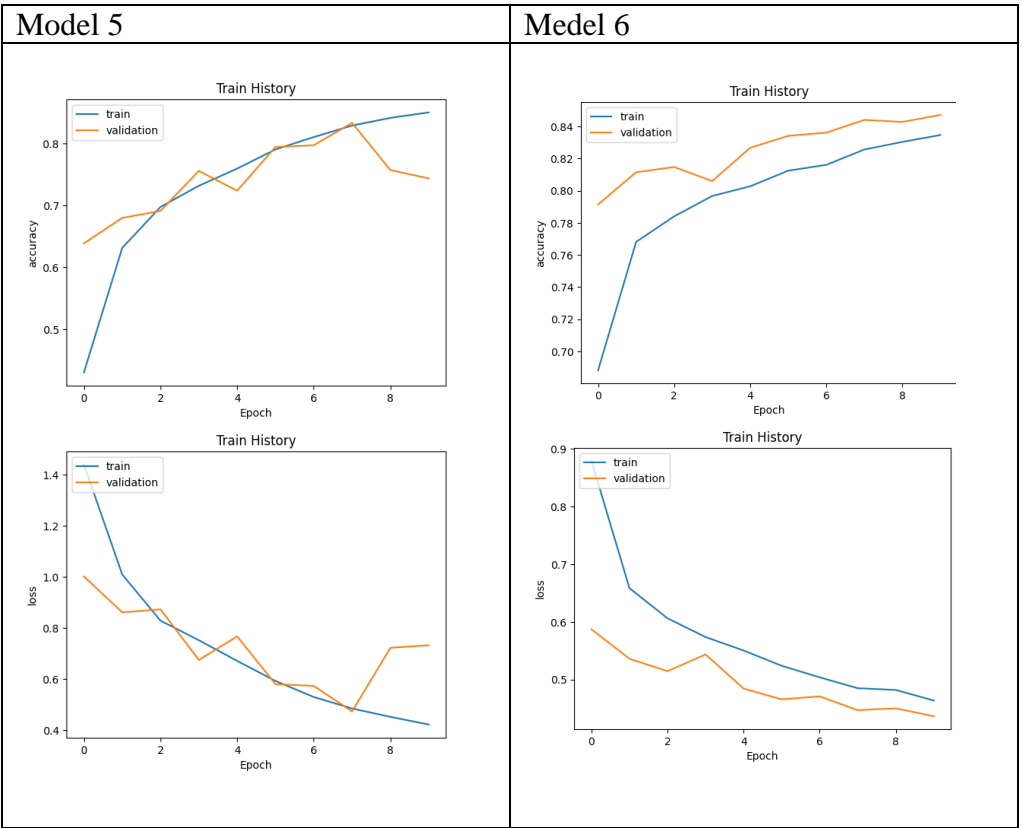 Model 5
Medel 6
Train History
train
validation
0.8
0.7
0.6
0.5
accuracy
0 2 4 6 8
Epoch
Train History
train
validation
0.84
0.82
0.80
0.78
0.76
0.74
0.72
0.70
accuracy
0 2 4 6 8
Epoch
Train History
train
validation
1.4
1.2
1.0
0.8
0.6
0.4
loss
0 2 4 6 8
Epoch
Train History
train
validation
0.9
0.8
0.7
0.6
0.5
loss
0 2 4 6 8
Epoch